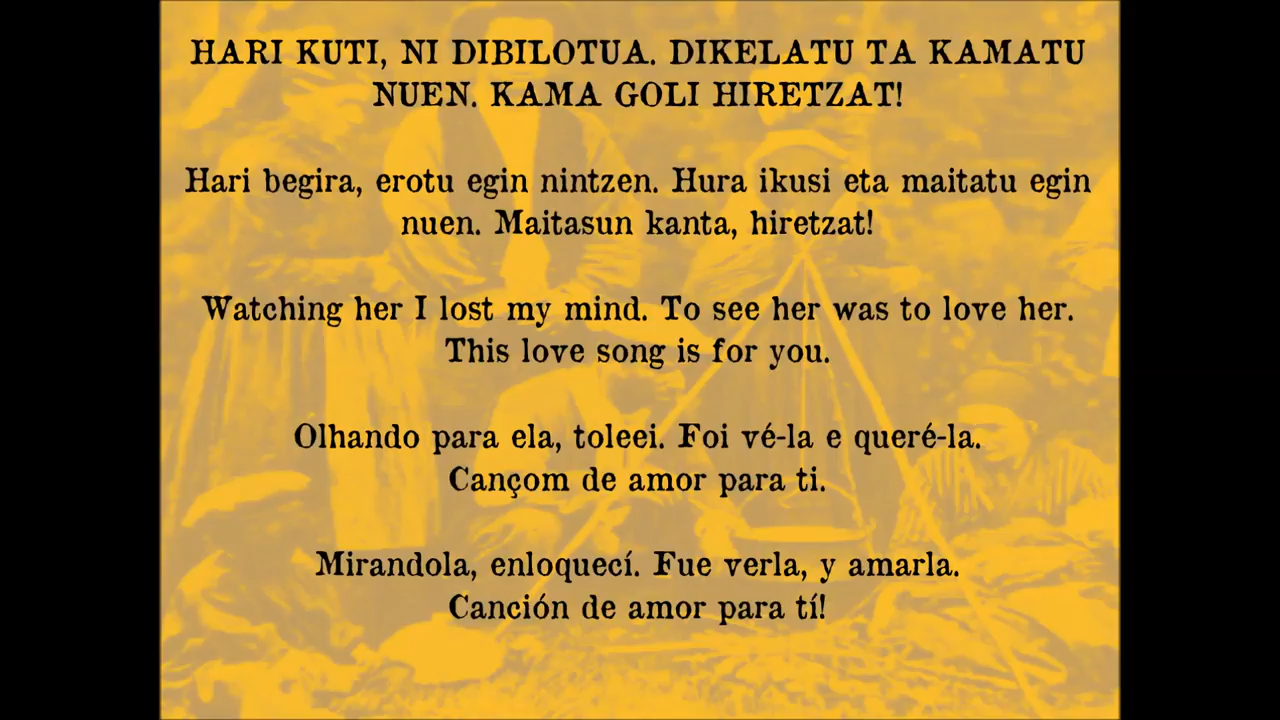 HARI KUTI, NI DIBILOTUA. DIKELATU TA KAMATU
NUEN. KAMA GOLI HIRETZAT!
Hari begira, erotu egin nintzen. Hura ikusi eta maitatu egin
nuen. Maitasun kanta, hiretzat!
Watching her I lost my mind. To see her was to love her.
This love song is for you.
Olhando para ela, toleei. Foi vé-la e queré-la.
Cançom de amor para ti.
Mirandola, enloquecí. Fue verla, y amarla.
Canción de amor para tí!